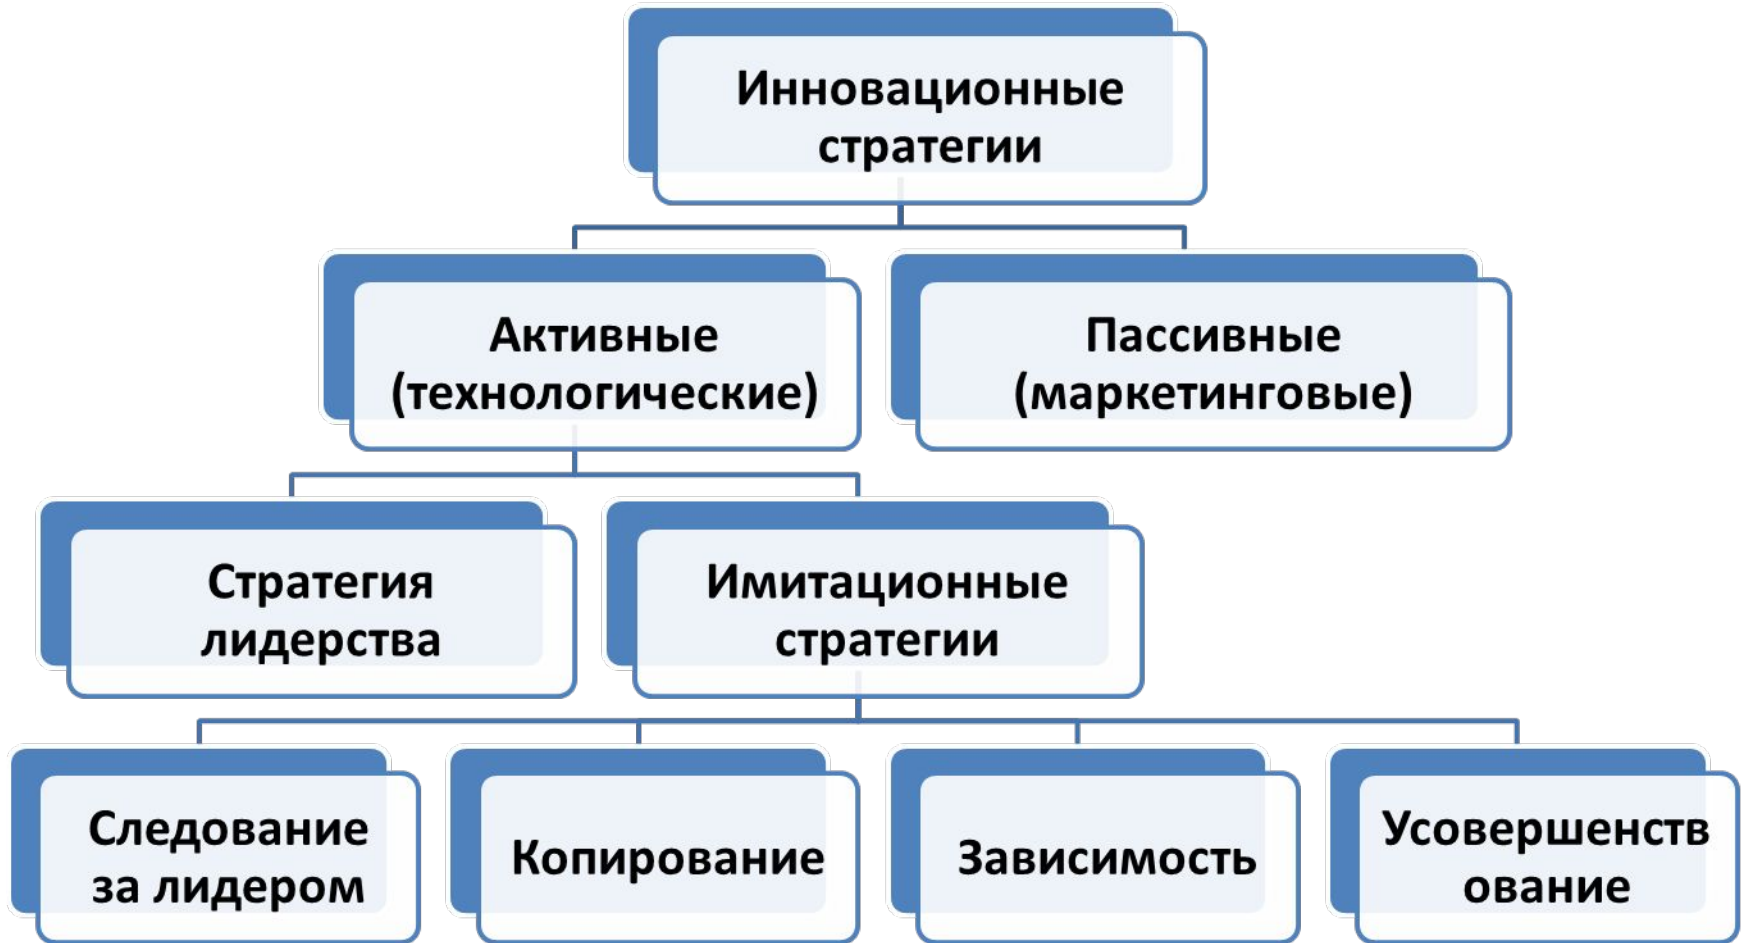 Инновационные
стратегии
Активные
(технологические)
Пассивные
(маркетинговые)
Стратегия
лидерства
Имитационные
стратегии
Следование
за лидером
Копирование
Зависимость
Усовершенств
ование